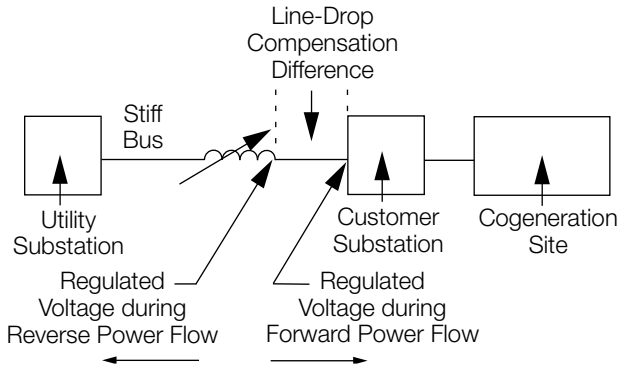 Line-Drop
Compensation
Difference
Stiff
Bus
Utility
Substation
Customer
Substation
Cogeneration
Site
Regulated
Voltage during
Reverse Power Flow
Regulated
Voltage during
Forward Power Flow